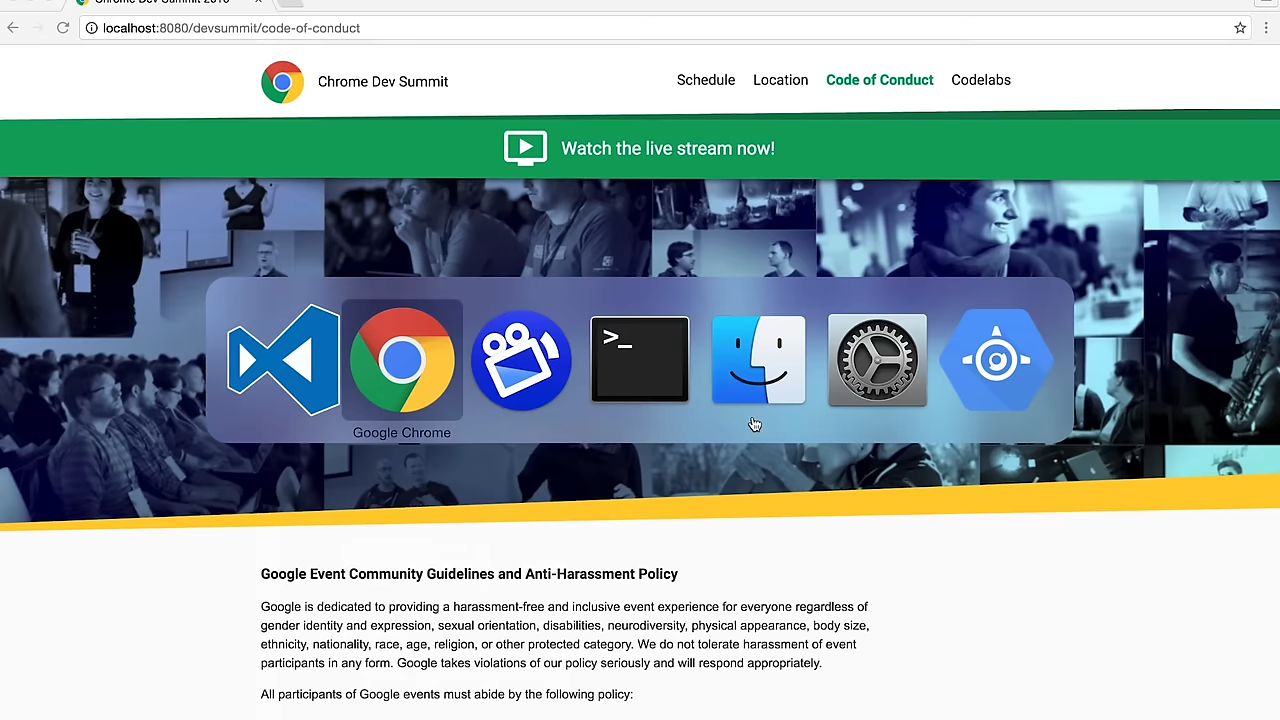 Chrome Dev Summit 2016
localhost:8080/devsummit/code-of-conduct
Chrome Dev Summit
Schedule
Location
Code of Conduct
Codelabs
Watch the live stream now!
>_
Google Chrome
Google Event Community Guidelines and Anti-Harassment Policy
Google is dedicated to providing a harassment-free and inclusive event experience for everyone regardless of
gender identity and expression, sexual orientation, disabilities, neurodiversity, physical appearance, body size,
ethnicity, nationality, race, age, religion, or other protected category. We do not tolerate harassment of event
participants in any form. Google takes violations of our policy seriously and will respond appropriately.
All participants of Google events must abide by the following policy: